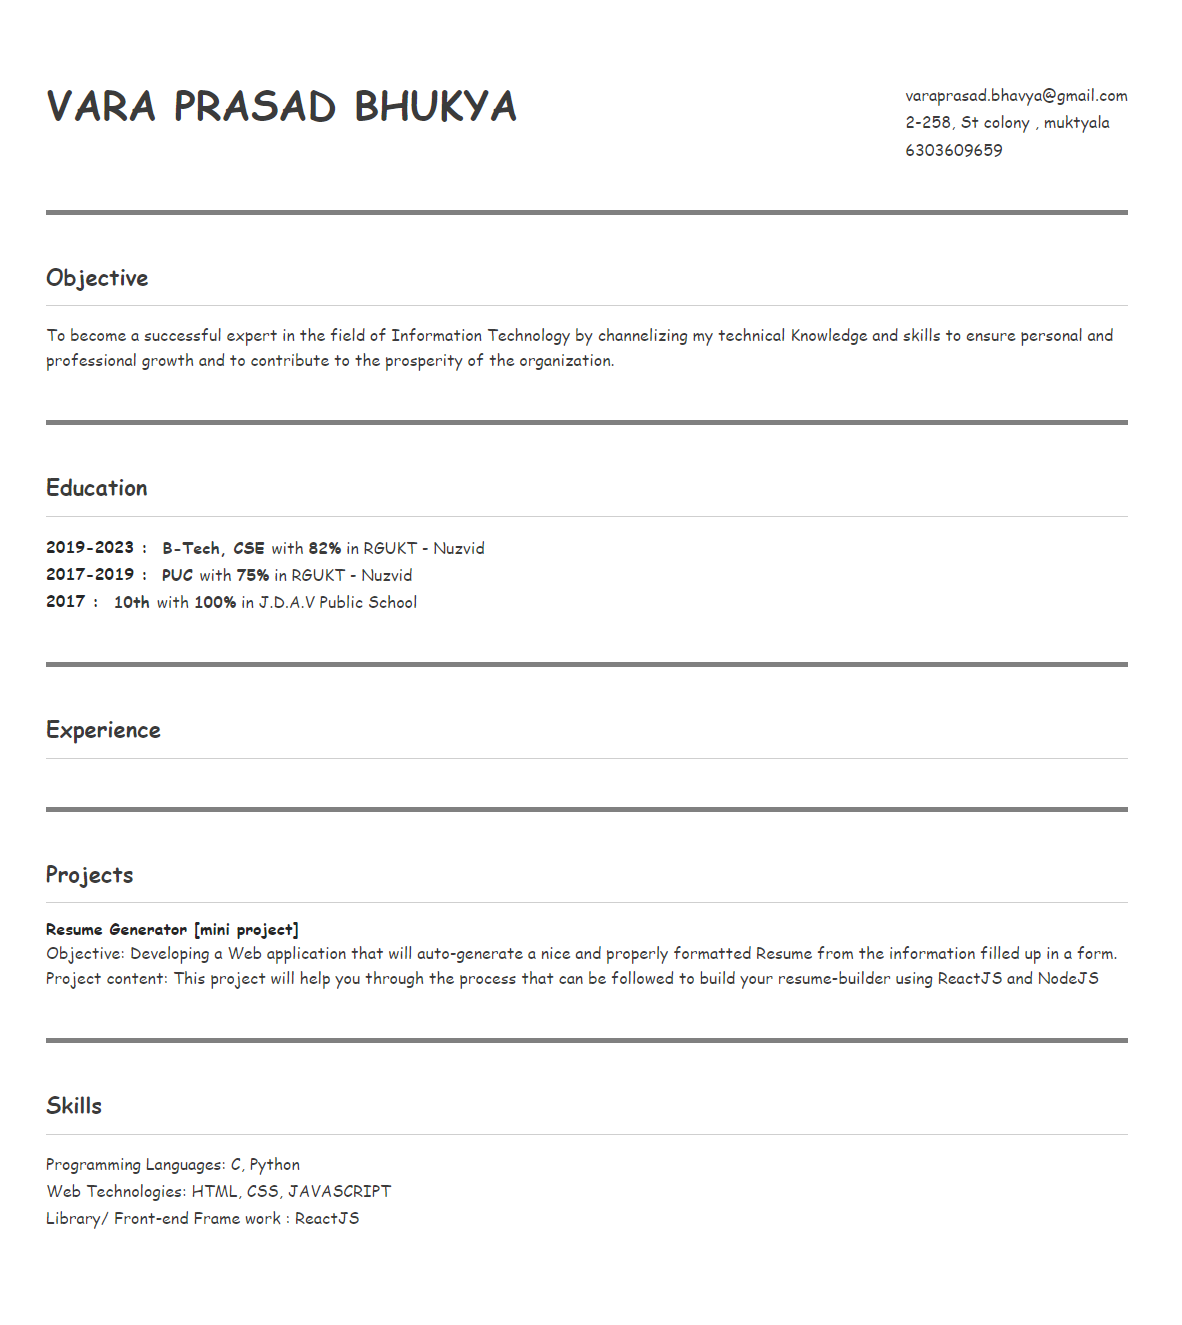 VARA PRASAD BHUKYA
varaprasad.bhavya@gmail.com
2-258, St colony , muktyala
6303609659
Objective
To become a successful expert in the field of Information Technology by channelizing my technical Knowledge and skills to ensure personal and
professional growth and to contribute to the prosperity of the organization.
Education
2019-2023 : B-Tech, CSE with 82% in RGUKT - Nuzvid
2017-2019 : PUC with 75% in RGUKT - Nuzvid
2017 : 10th with 100% in J.D.A.V Public School
Experience
Projects
Resume Generator [mini project]
Objective: Developing a Web application that will auto-generate a nice and properly formatted Resume from the information filled up in a form.
Project content: This project will help you through the process that can be followed to build your resume-builder using ReactJS and NodeJS
Skills
Programming Languages: C, Python
Web Technologies: HTML, CSS, JAVASCRIPT
Library/ Front-end Frame work : ReactJS